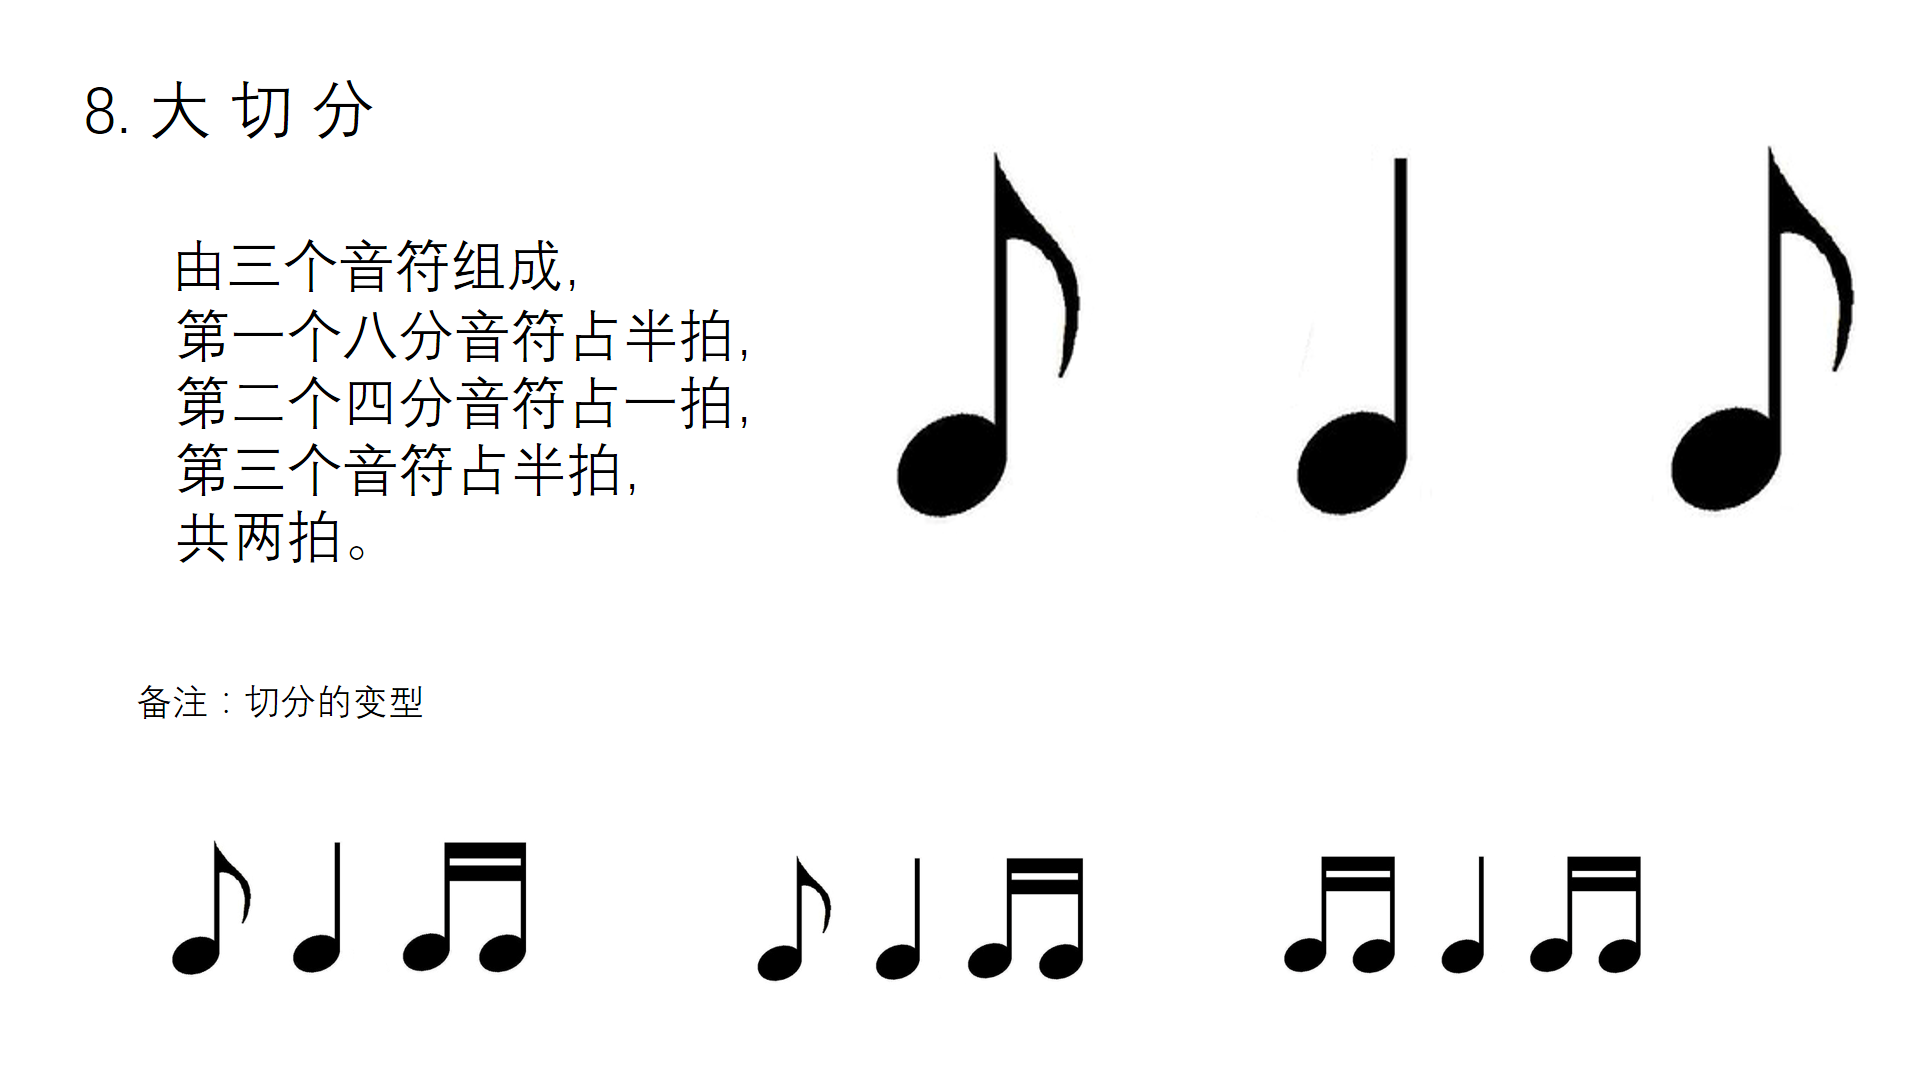 8. 大 切 分
由三个音符组成,
第一个八分音符占半拍,
第二个四分音符占一拍,
第三个音符占半拍,
共两拍。
备注：切分的变型